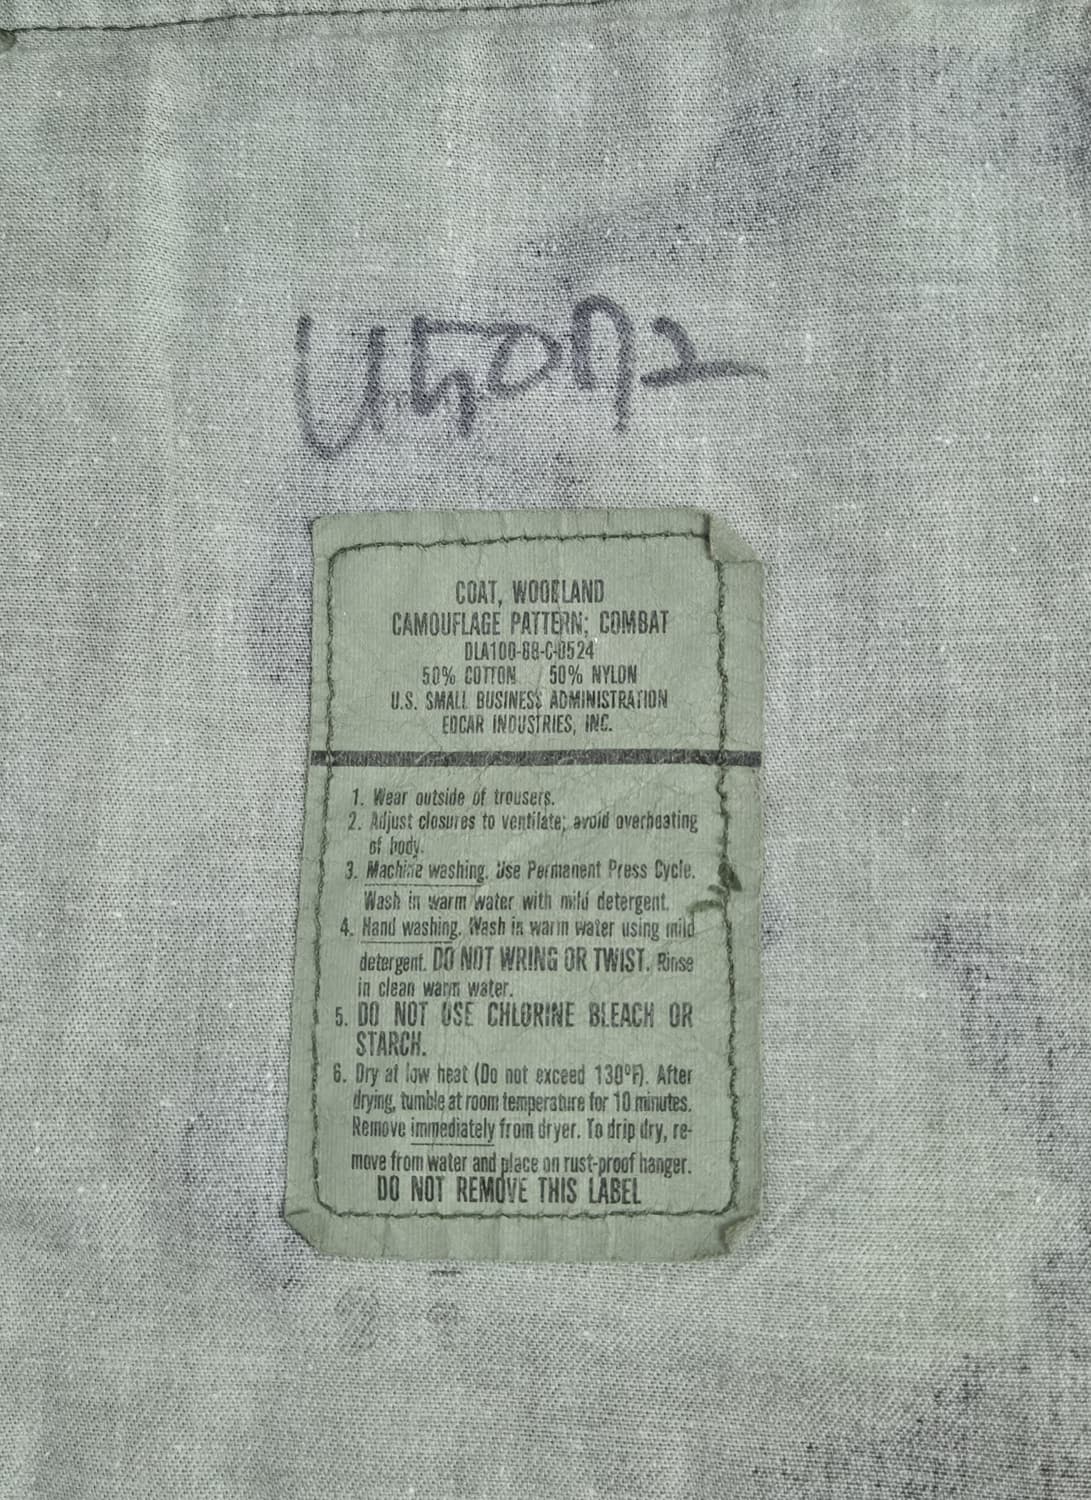 COAT, WOODLAND
CAMOUFLAGE PATTERN; COMBAT
DLA100-88-C-0524
50% COTTON 50% NYLON
U.S. SMALL BUSINESS ADMINISTRATION
EDCAR INDUSTRIES, INC.
1. Wear outside of trousers.
2. Adjust closures to ventilate; avoid overheating
of body.
3. Machine washing. Use Permanent Press Cycle.
Wash in warm water with mild detergent.
4. Hand washing. Wash in warm water using mild
detergent. DO NOT WRING OR TWIST. Rinse
in clean warm water.
5. DO NOT USE CHLORINE BLEACH OR
STARCH.
6. Dry at low heat (Do not exceed 130°F). After
drying, tumble at room temperature for 10 minutes.
Remove immediately from dryer. To drip dry, re-
move from water and place on rust-proof hanger.
DO NOT REMOVE THIS LABEL